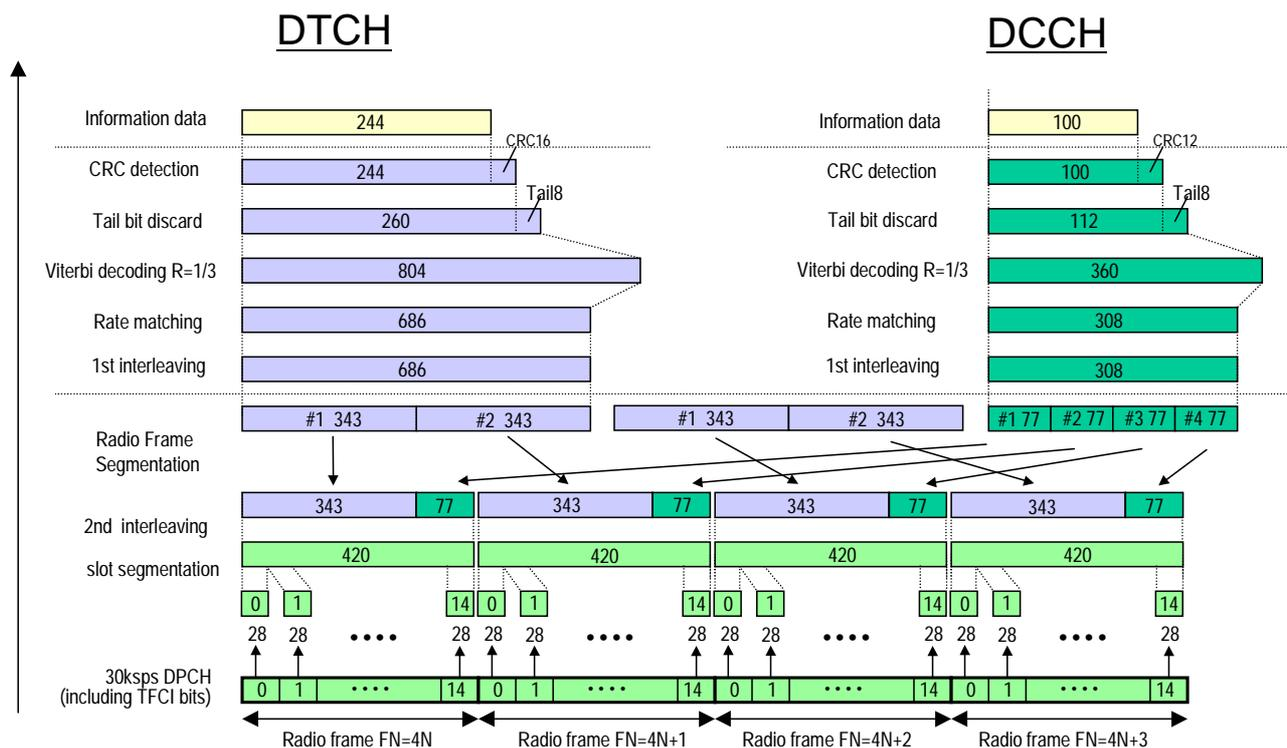 DTCH DCCH
Information data 244 Information data 100
CRC16 CRC12
CRC detection 244 CRC detection 100
Tail8 Tail8
Tail bit discard 260 Tail bit discard 112
Viterbi decoding R=1/3 804 Viterbi decoding R=1/3 360
Rate matching 686 Rate matching 308
1st interleaving 686 1st interleaving 308
#1 343 #2 343 #1 343 #2 343 #1 77 #2 77 #3 77 #4 77
Radio Frame
Segmentation
343 77 343 77 343 77 343 77
2nd interleaving
420 420 420 420
slot segmentation
0 1 14 0 1 14 0 1 14 0 1 14
28 28 •••• 28 28 28 •••• 28 28 28 •••• 28 28 28 •••• 28
30ksps DPCH
(including TFCI bits)
0 1 •••• 14 0 1 •••• 14 0 1 •••• 14 0 1 •••• 14
Radio frame FN=4N Radio frame FN=4N+1 Radio frame FN=4N+2 Radio frame FN=4N+3